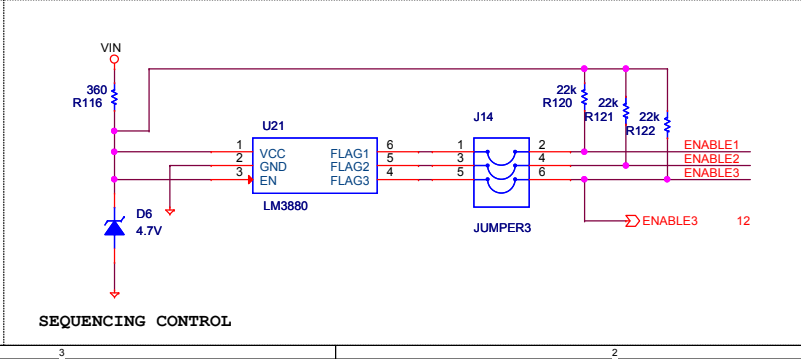 VIN
360
R116
22k
R120
22k
R121
22k
R122
U21
J14
1
2
3
VCC
GND
EN
FLAG1
FLAG2
FLAG3
6
5
4
1
3
5
2
4
6
ENABLE1
ENABLE2
ENABLE3
LM3880
JUMPER3
D6
4.7V
ENABLE3 12
SEQUENCING CONTROL
3 2